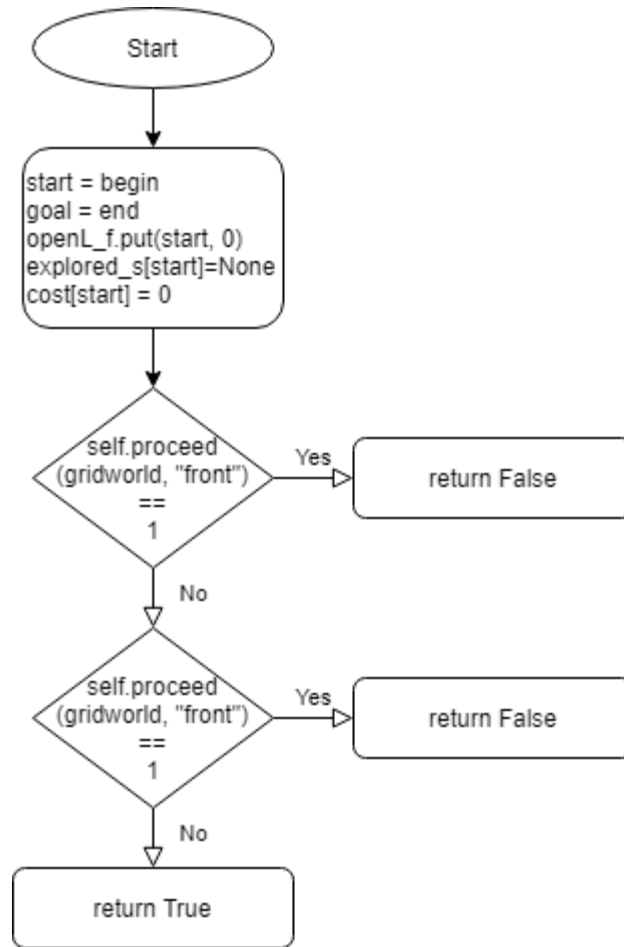 Start
start = begin
goal = end
openL_f.put(start, 0)
explored_s[start]=None
cost[start] = 0
self.proceed
(gridworld, "front")
==
1
Yes
return False
No
self.proceed
(gridworld, "front")
==
1
Yes
return False
No
return True